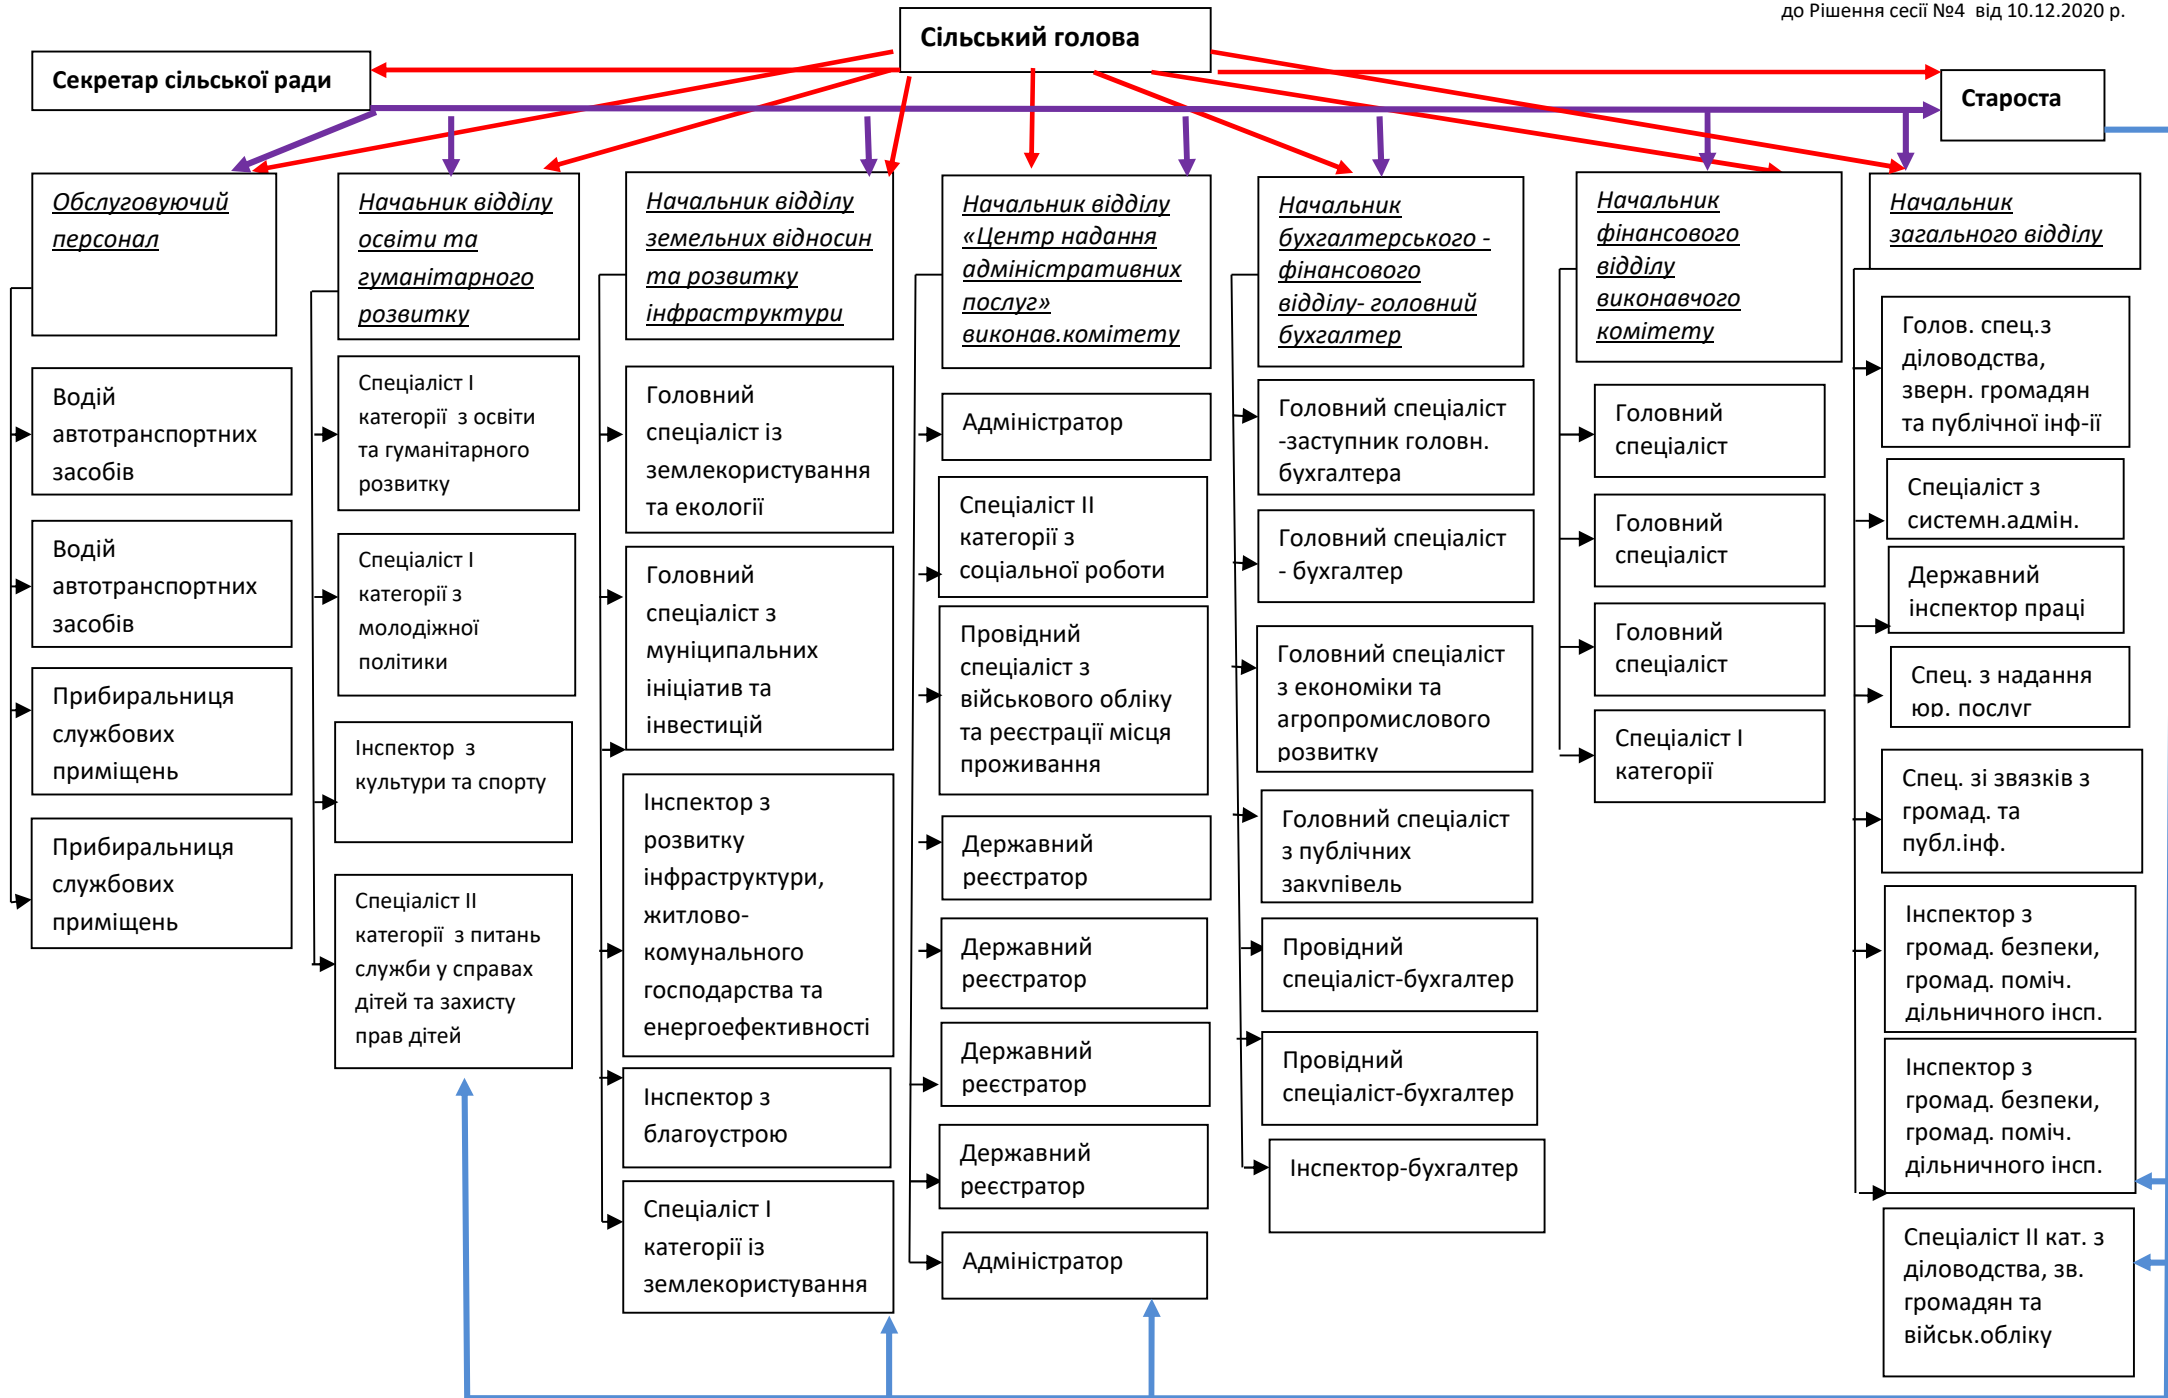 до Рішення сесії №4 від 10.12.2020 р.
Сільський голова
Секретар сільської ради
Староста
Обслуговуючий
персонал
Водій
автотранспортних
засобів
Водій
автотранспортних
засобів
Прибиральниця
службових
приміщень
Прибиральниця
службових
приміщень
Начаьник відділу
освіти та
гуманітарного
розвитку
Спеціаліст І
категорії з освіти
та гуманітарного
розвитку
Спеціаліст І
категорії з
молодіжної
політики
Інспектор з
культури та спорту
Спеціаліст ІІ
категорії з питань
служби у справах
дітей та захисту
прав дітей
Начальник відділу
земельних відносин
та розвитку
інфраструктури
Головний
спеціаліст із
землекористування
та екології
Головний
спеціаліст з
муніципальних
ініціатив та
інвестицій
Інспектор з
розвитку
інфраструктури,
житлово-
комунального
господарства та
енергоефективності
Інспектор з
благоустрою
Спеціаліст І
категорії із
землекористування
Начальник відділу
«Центр надання
адміністративних
послуг»
виконав.комітету
Адміністратор
Спеціаліст ІІ
категорії з
соціальної роботи
Провідний
спеціаліст з
військового обліку
та реєстрації місця
проживання
Державний
реєстратор
Державний
реєстратор
Державний
реєстратор
Державний
реєстратор
Адміністратор
Начальник
бухгалтерського -
фінансового
відділу- головний
бухгалтер
Головний спеціаліст
-заступник головн.
бухгалтера
Головний спеціаліст
- бухгалтер
Головний спеціаліст
з економіки та
агропромислового
розвитку
Головний спеціаліст
з публічних
закупівель
Провідний
спеціаліст-бухгалтер
Провідний
спеціаліст-бухгалтер
Інспектор-бухгалтер
Начальник
фінансового
відділу
виконавчого
комітету
Головний
спеціаліст
Головний
спеціаліст
Головний
спеціаліст
Спеціаліст І
категорії
Начальник
загального відділу
Голов. спец.з
діловодства,
зверн. громадян
та публічної інф-ії
Спеціаліст з
системн.адмін.
Державний
інспектор праці
Спец. з надання
юр. послуг
Спец. зі звязків з
громад. та
публ.інф.
Інспектор з
громад. безпеки,
громад. поміч.
дільничного інсп.
Інспектор з
громад. безпеки,
громад. поміч.
дільничного інсп.
Спеціаліст ІІ кат. з
діловодства, зв.
громадян та
військ.обліку